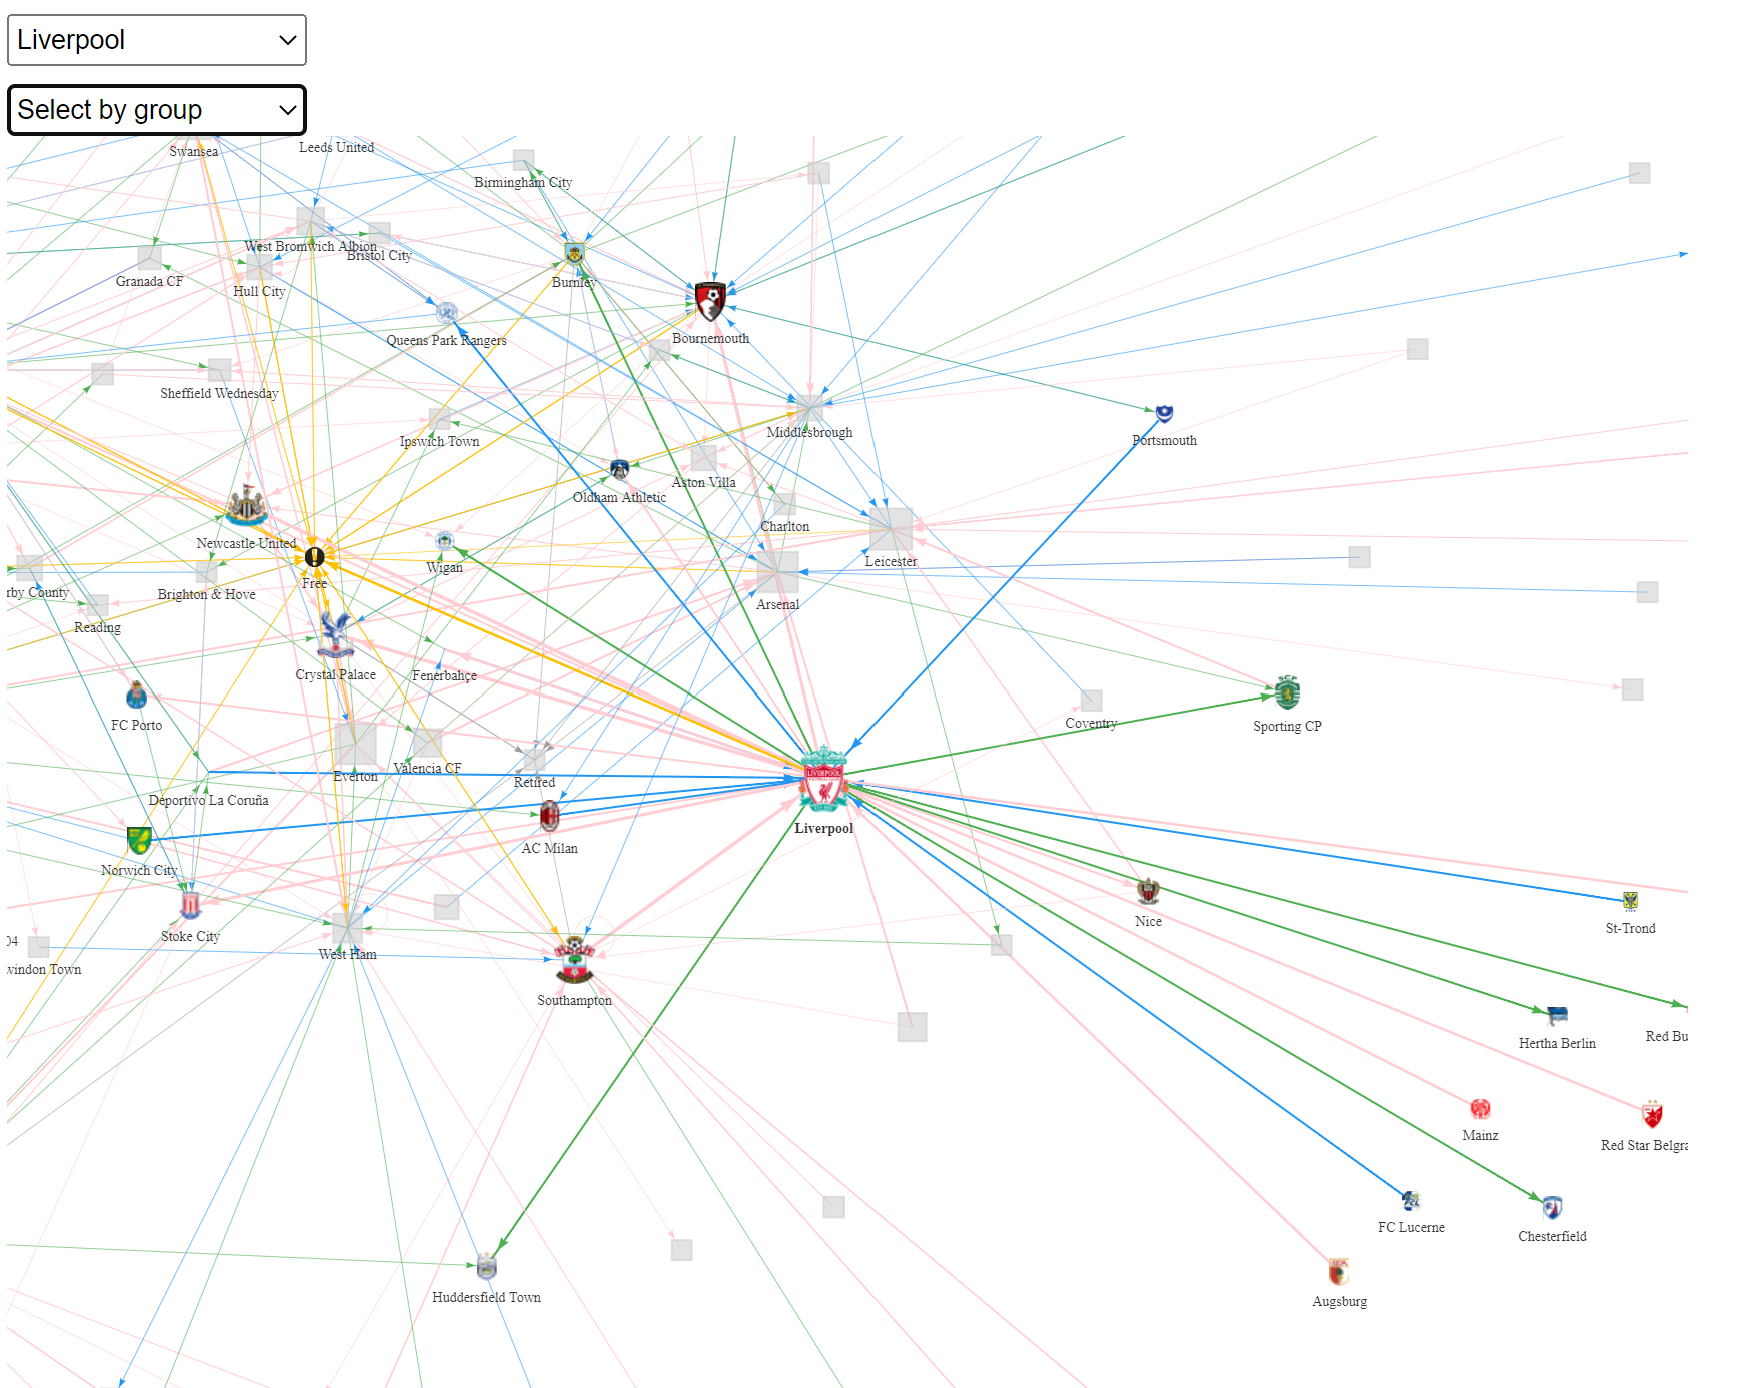 Liverpool
Select by group
Swansea
Leeds United
Birmingham City
West Bromwich Albion
Bristol City
Granada CF
Hull City
Burnley
Queens Park Rangers
Bournemouth
Sheffield Wednesday
Ipswich Town
Middlesbrough
Portsmouth
Aston Villa
Oldham Athletic
Charlton
Newcastle United
Leicester
Wigan
Free
rby County
Brighton & Hove
Arsenal
Reading
Crystal Palace
Fenerbahçe
FC Porto
Coventry
Sporting CP
Everton
Valencia CF
Retired
Deportivo La Coruña
LIVERPOOL
Liverpool
AC Milan
Norwich City
Nice
St-Trond
Stoke City
04
West Ham
windon Town
Southampton
Red Bu
Hertha Berlin
Mainz
Red Star Belgra
FC Lucerne
Chesterfield
Huddersfield Town
Augsburg